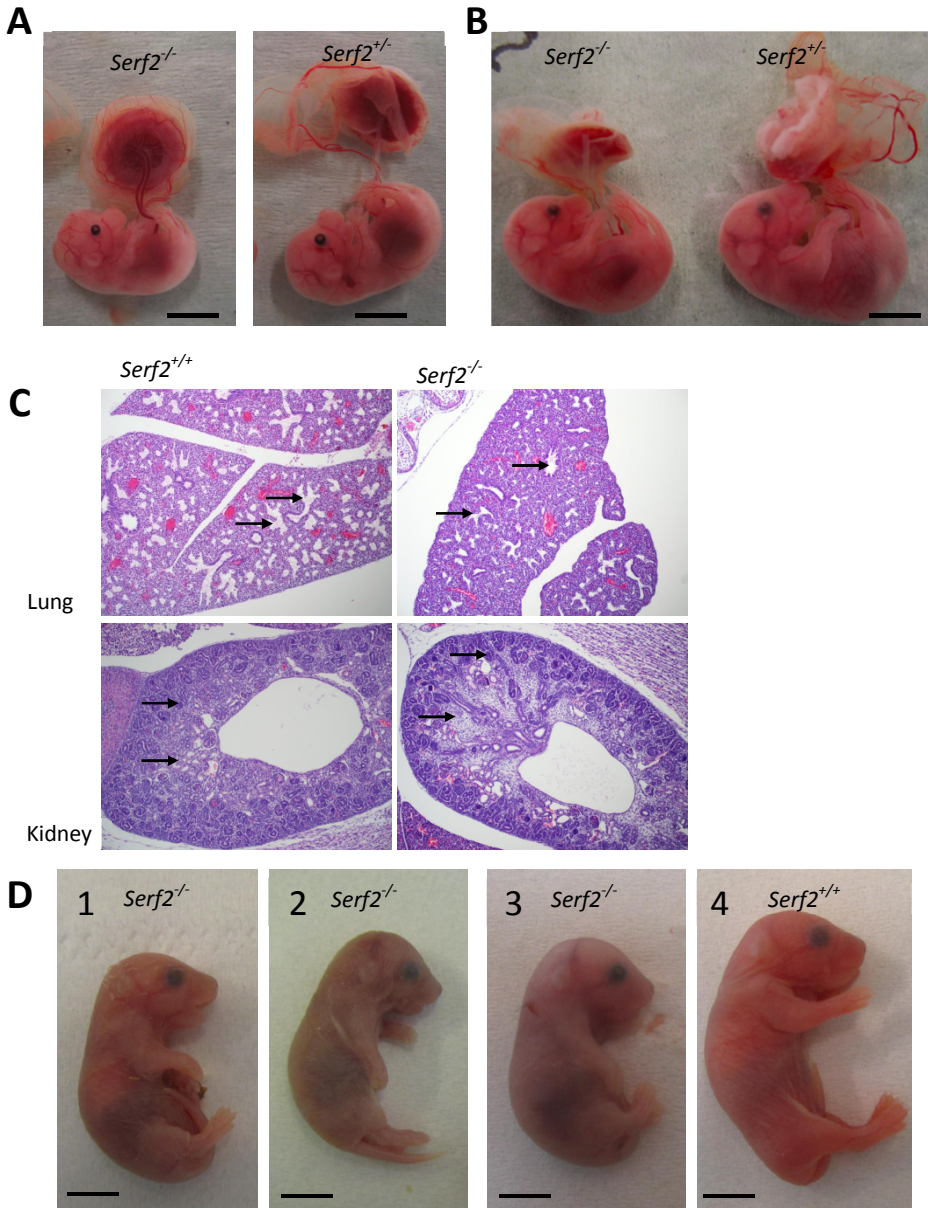 A
B
Serf2-/-
Serf2+/-
Serf2-/-
Serf2+/-
Serf2+/+
Serf2-/-
C
Lung
Kidney
D
1 Serf2-/-
2 Serf2-/-
3 Serf2-/-
4 Serf2+/+